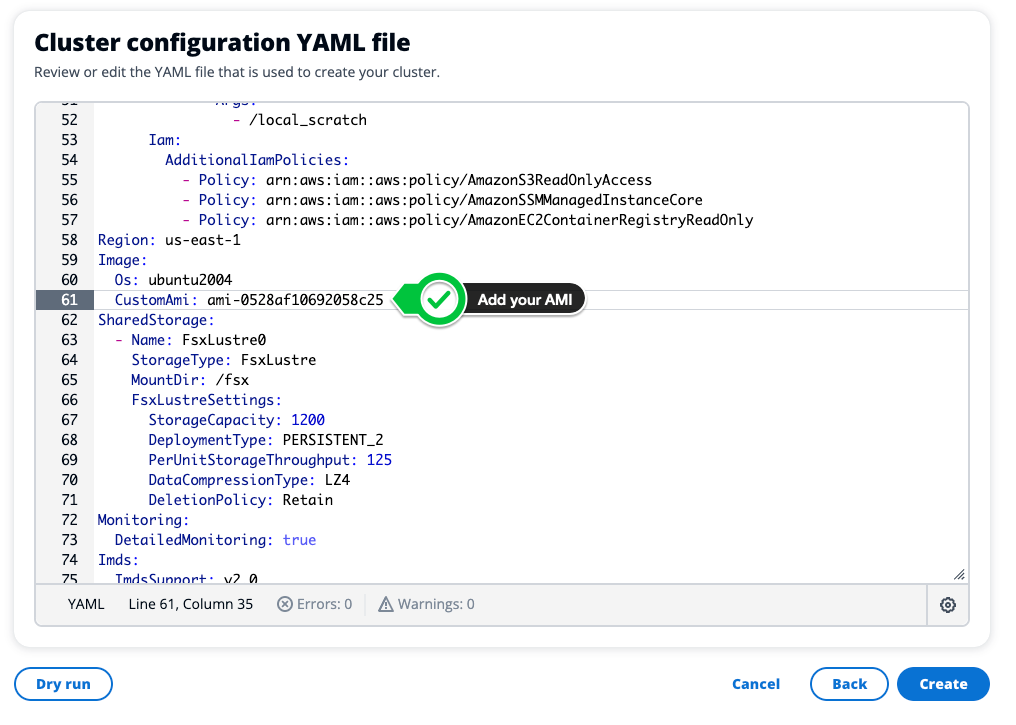 Cluster configuration YAML file
Review or edit the YAML file that is used to create your cluster.
51 Args:
52 - /local_scratch
53 Iam:
54 AdditionalIamPolicies:
55 - Policy: arn:aws:iam::aws:policy/AmazonS3ReadOnlyAccess
56 - Policy: arn:aws:iam::aws:policy/AmazonSSMManagedInstanceCore
57 - Policy: arn:aws:iam::aws:policy/AmazonEC2ContainerRegistryReadOnly
58 Region: us-east-1
59 Image:
60 Os: ubuntu2004
61 CustomAmi: ami-0528af10692058c25 Add your AMI
62 SharedStorage:
63 - Name: FsxLustre0
64 StorageType: FsxLustre
65 MountDir: /fsx
66 FsxLustreSettings:
67 StorageCapacity: 1200
68 DeploymentType: PERSISTENT_2
69 PerUnitStorageThroughput: 125
70 DataCompressionType: LZ4
71 DeletionPolicy: Retain
72 Monitoring:
73 DetailedMonitoring: true
74 Imds:
75 ImdsSupport: v2.0
YAML Line 61, Column 35 Errors: 0 Warnings: 0
Dry run Cancel Back Create